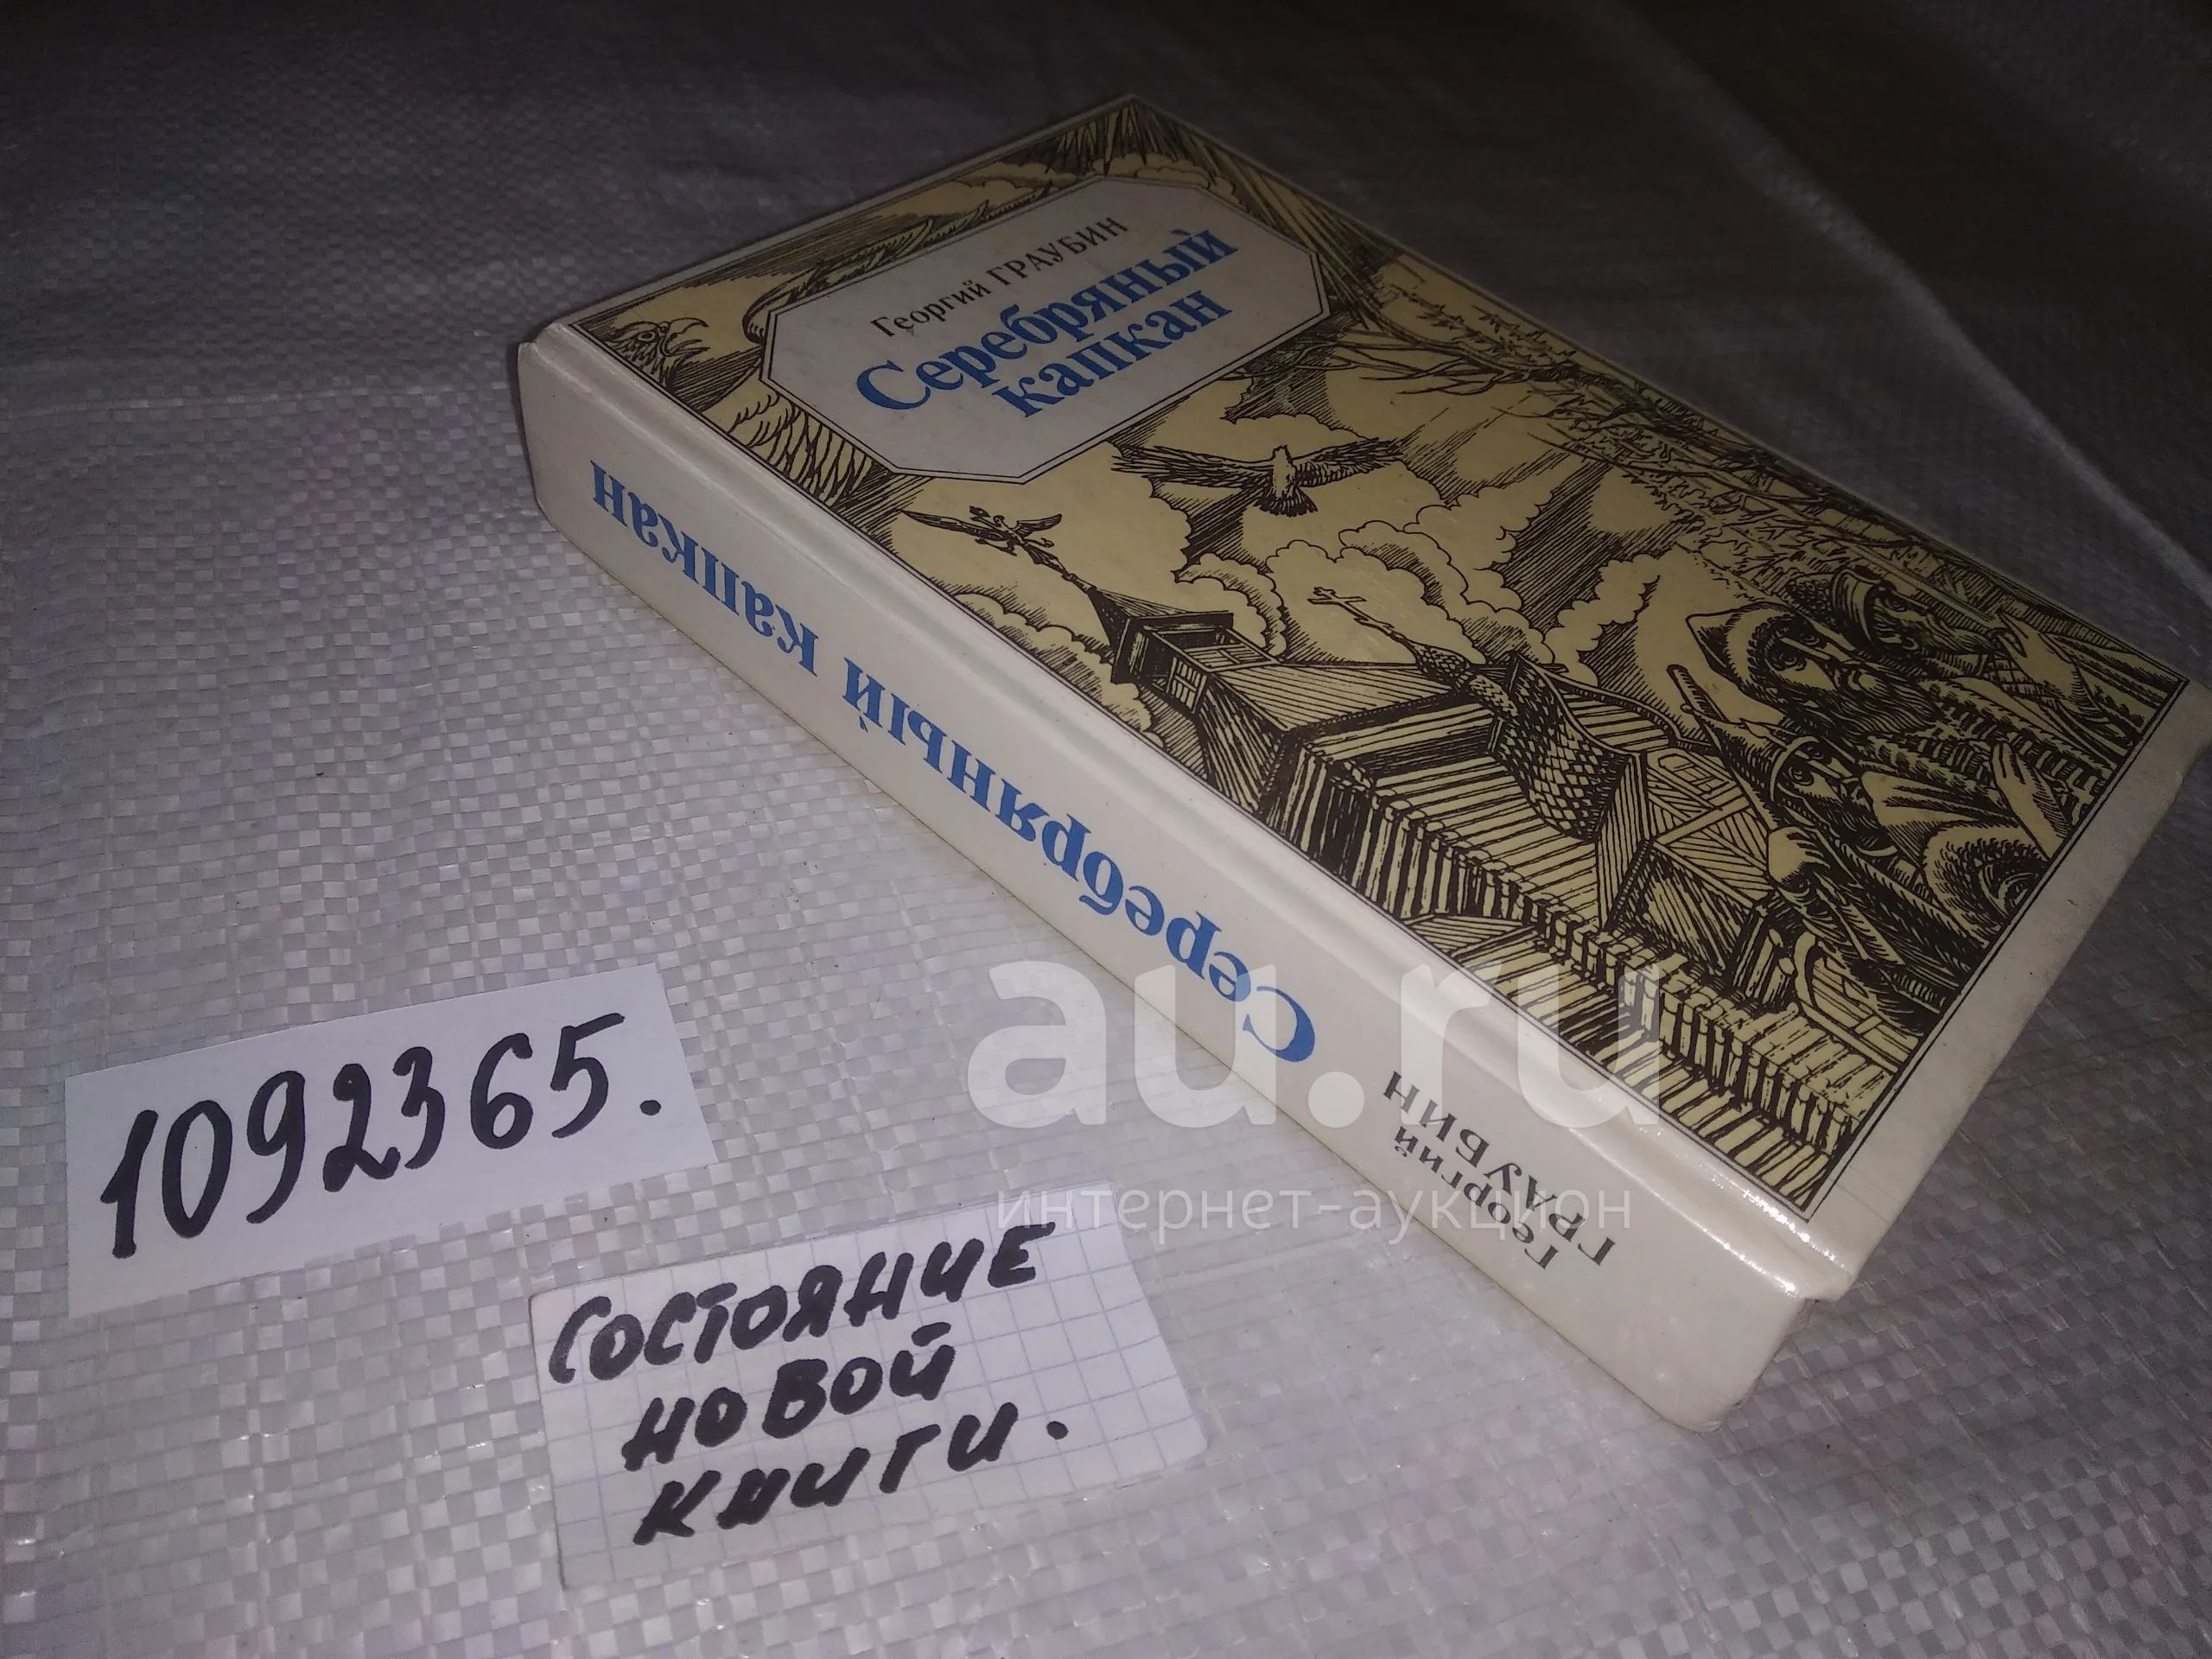 Георгий ГРАУБИН
Серебряный
капкан
Серебряный капкан
Георгий
ГРАУБИН
au.ru
интернет-аукцион
1092365.
СОСТОЯНИЕ
НОВОЙ
КНИГИ.